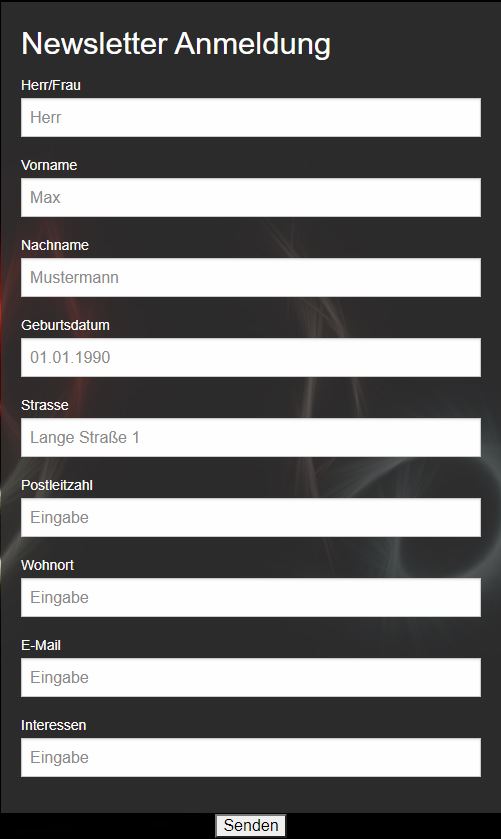 Newsletter Anmeldung
Herr/Frau
Herr
Vorname
Max
Nachname
Mustermann
Geburtsdatum
01.01.1990
Strasse
Lange Straße 1
Postleitzahl
Eingabe
Wohnort
Eingabe
E-Mail
Eingabe
Interessen
Eingabe
Senden